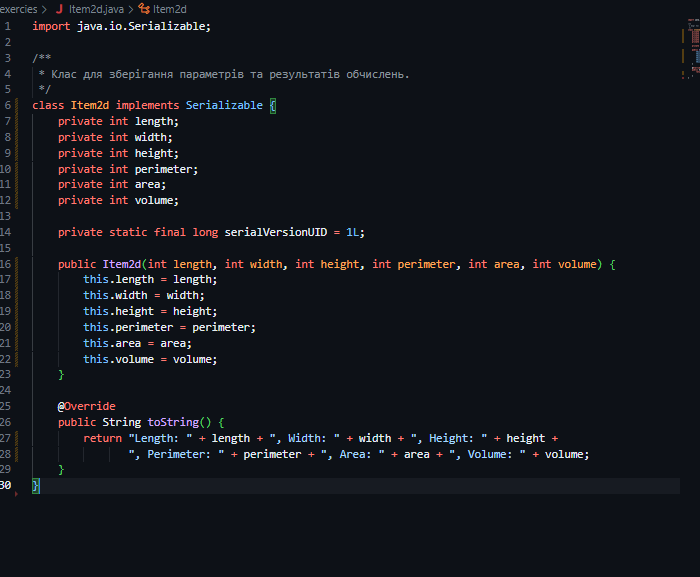 exercies > J Item2d.java > Item2d
1 import java.io.Serializable;
2
3 /**
4 * Клас для зберігання параметрів та результатів обчислень.
5 */
6 class Item2d implements Serializable {
7 private int length;
8 private int width;
9 private int height;
10 private int perimeter;
11 private int area;
12 private int volume;
13
14 private static final long serialVersionUID = 1L;
15
16 public Item2d(int length, int width, int height, int perimeter, int area, int volume) {
17 this.length = length;
18 this.width = width;
19 this.height = height;
20 this.perimeter = perimeter;
21 this.area = area;
22 this.volume = volume;
23 }
24
25 @Override
26 public String toString() {
27 return "Length: " + length + ", Width: " + width + ", Height: " + height +
28 ", Perimeter: " + perimeter + ", Area: " + area + ", Volume: " + volume;
29 }
30 }